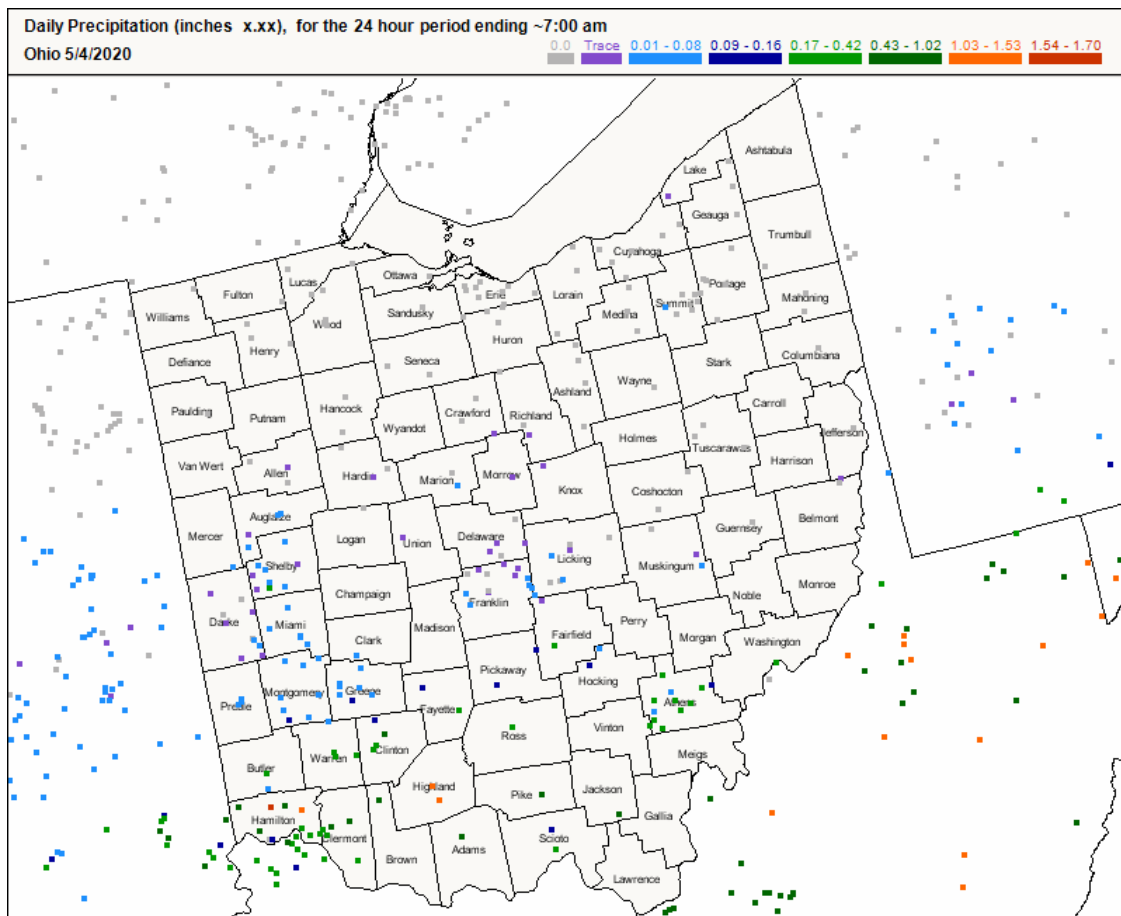 Daily Precipitation (inches  x.xx),  for the 24 hour period ending ~7:00 am
Ohio 5/4/2020
0.0 Trace 0.01 - 0.08 0.09 - 0.16 0.17 - 0.42 0.43 - 1.02 1.03 - 1.53 1.54 - 1.70
Ashtabula
Lake
Geauga
Trumbull
Cuyahoga
Ottawa
Lucas
Fulton
Erie
Lorain
Portage
Summit
Mahoning
Williams
Wood
Sandusky
Medina
Huron
Henry
Seneca
Defiance
Stark
Columbiana
Wayne
Ashland
Paulding
Putnam
Hancock
Crawford
Richland
Wyandot
Carroll
Holmes
Jefferson
Tuscarawas
Van Wert
Allen
Hardin
Marion
Morrow
Knox
Coshocton
Harrison
Auglaize
Mercer
Logan
Union
Delaware
Guernsey
Belmont
Shelby
Licking
Muskingum
Champaign
Franklin
Noble
Monroe
Darke
Miami
Clark
Madison
Fairfield
Perry
Morgan
Washington
Pickaway
Hocking
Preble
Montgomery
Greene
Fayette
Athens
Ross
Vinton
Meigs
Butler
Warren
Clinton
Highland
Pike
Jackson
Gallia
Hamilton
Clermont
Brown
Adams
Scioto
Lawrence